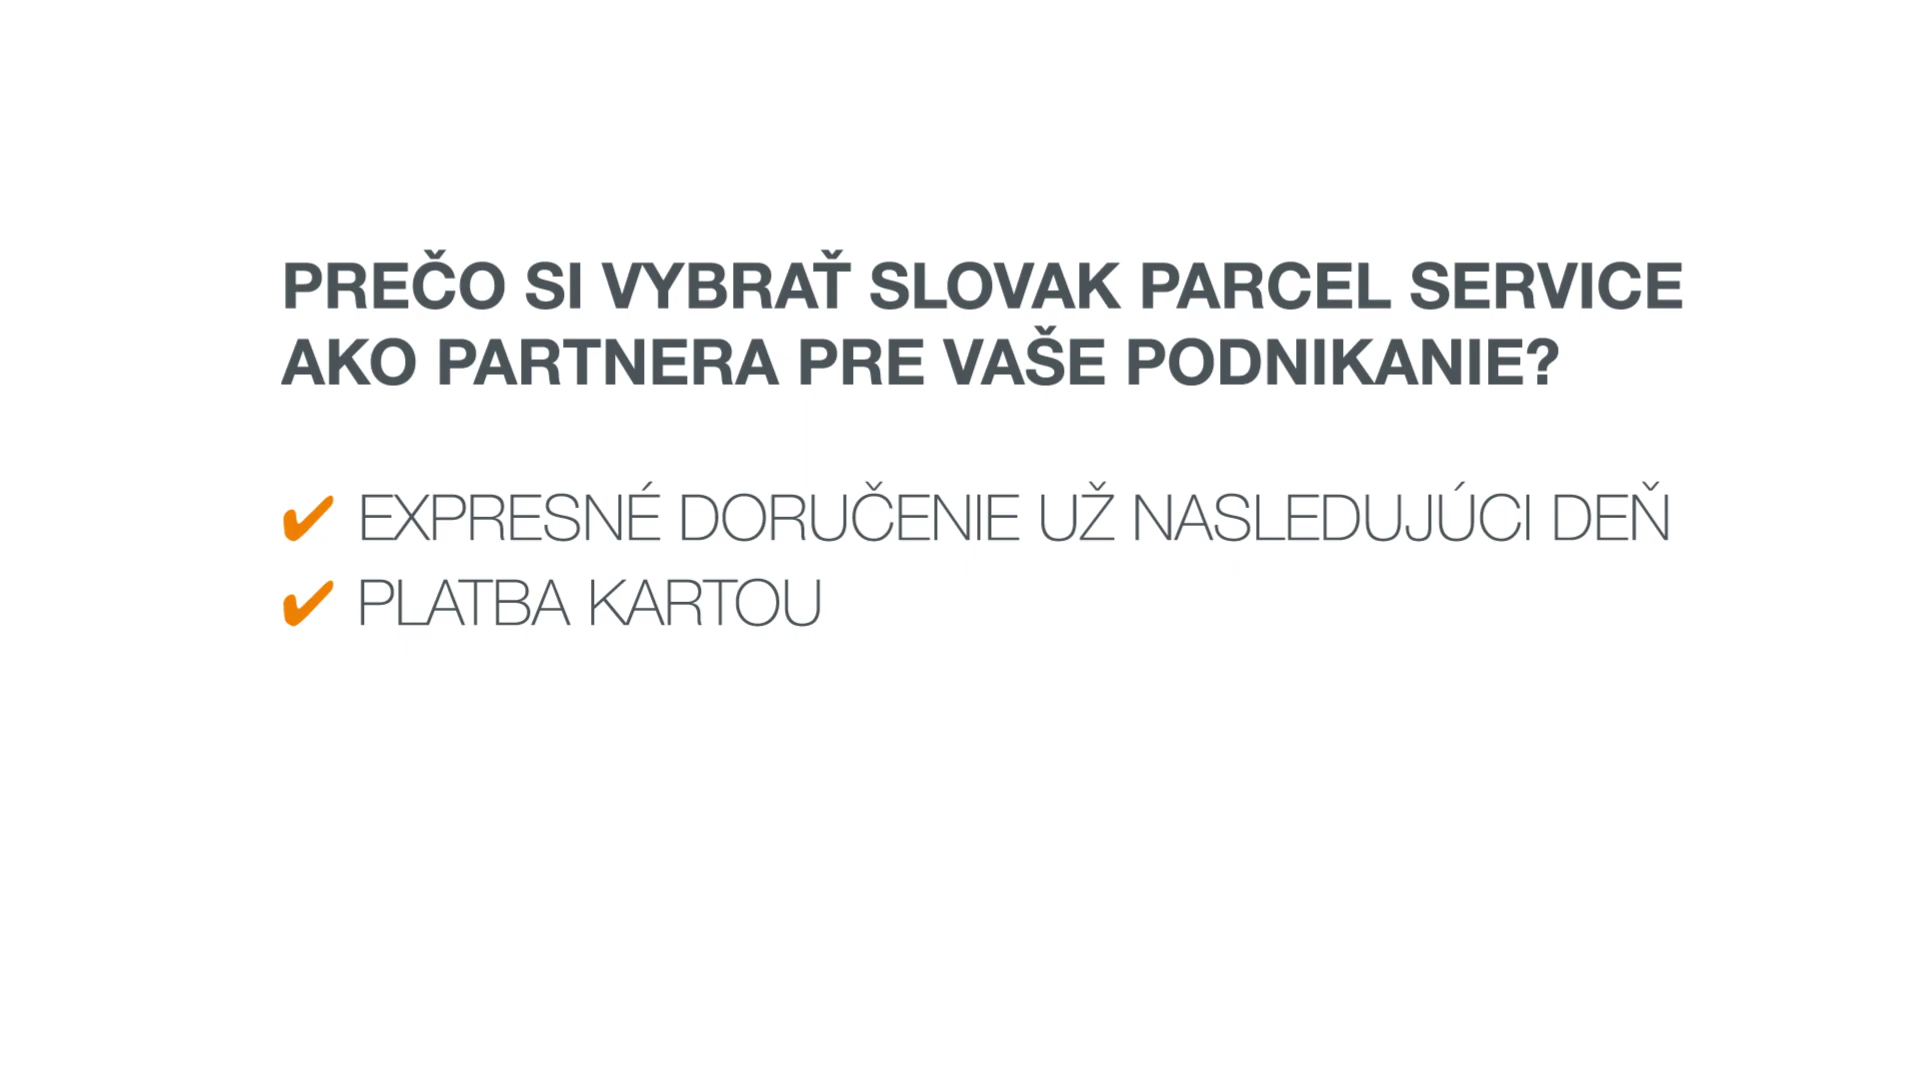 PREČO SI VYBRAŤ SLOVAK PARCEL SERVICE
AKO PARTNERA PRE VAŠE PODNIKANIE?
✔ EXPRESNÉ DORUČENIE UŽ NASLEDUJÚCI DEŇ
✔ PLATBA KARTOU